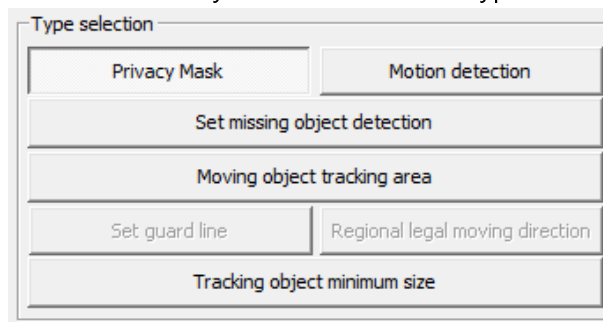 Type selection
Privacy Mask Motion detection
Set missing object detection
Moving object tracking area
Set guard line Regional legal moving direction
Tracking object minimum size